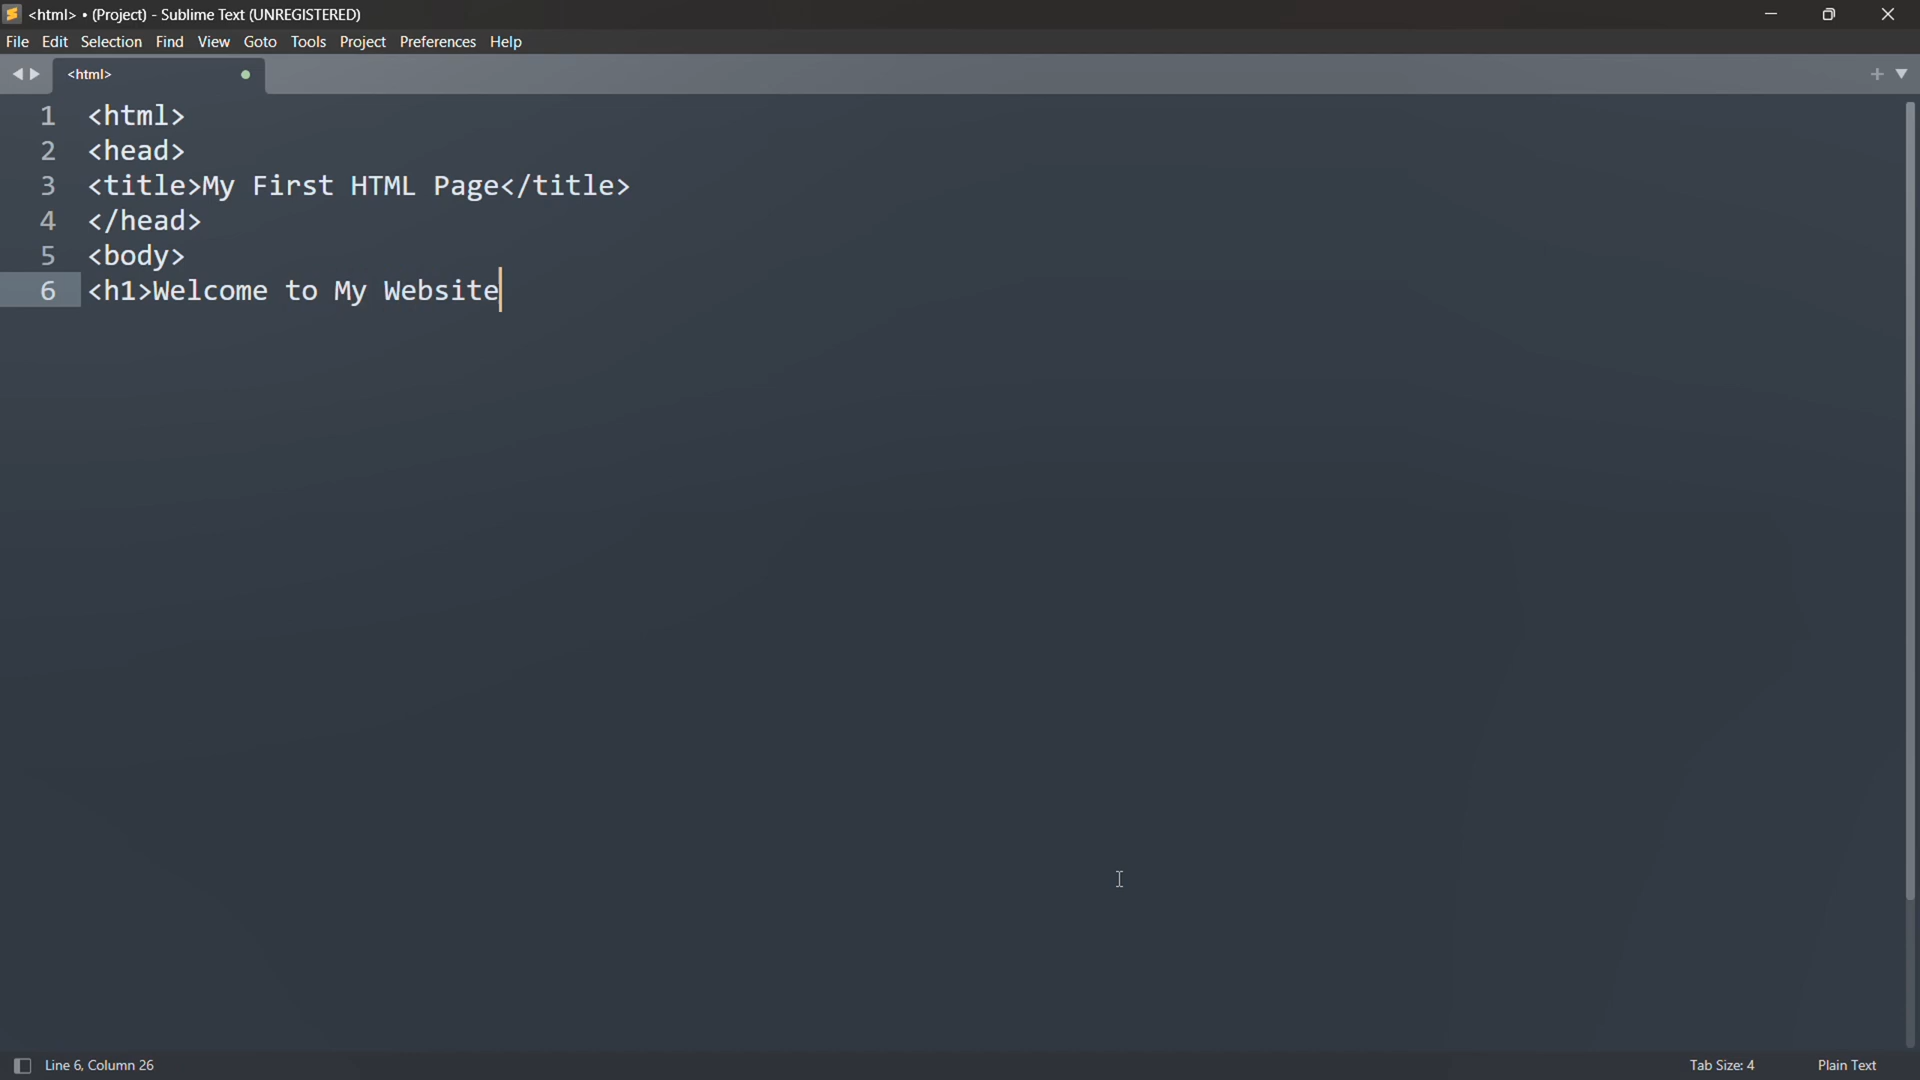 <html> • (Project) - Sublime Text (UNREGISTERED)
File Edit Selection Find View Goto Tools Project Preferences Help
<html>
1 <html>
2 <head>
3 <title>My First HTML Page</title>
4 </head>
5 <body>
6 <h1>Welcome to My Website
Line 6, Column 26 Tab Size: 4 Plain Text